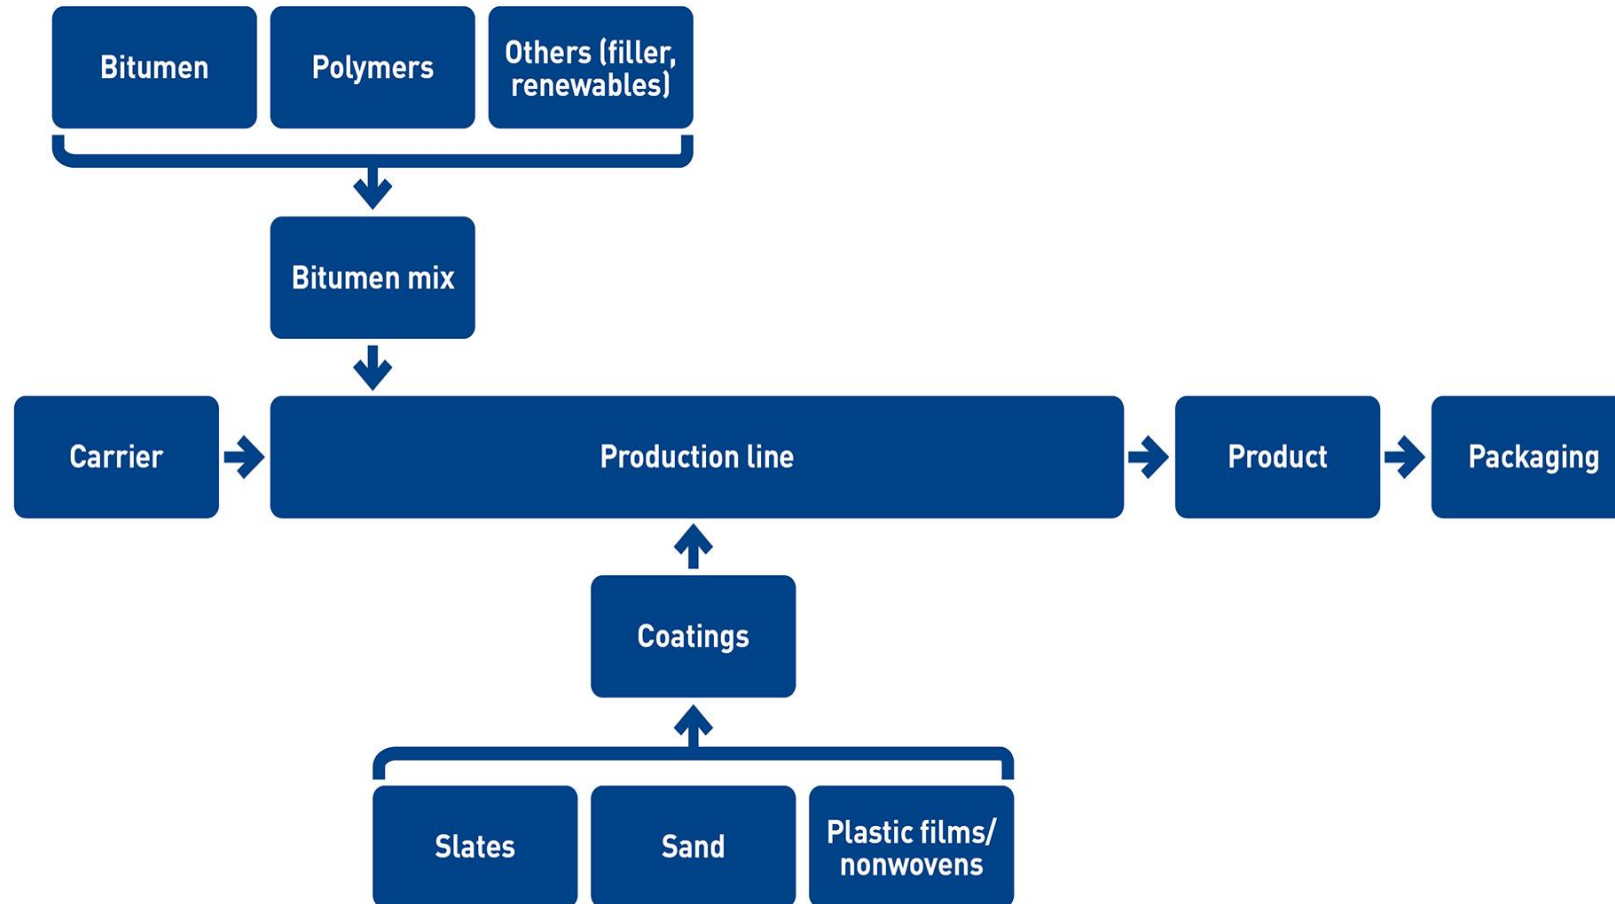 Bitumen
Polymers
Others (filler,
renewables)
Bitumen mix
Carrier
Production line
Product
Packaging
Coatings
Slates
Sand
Plastic films/
nonwovens